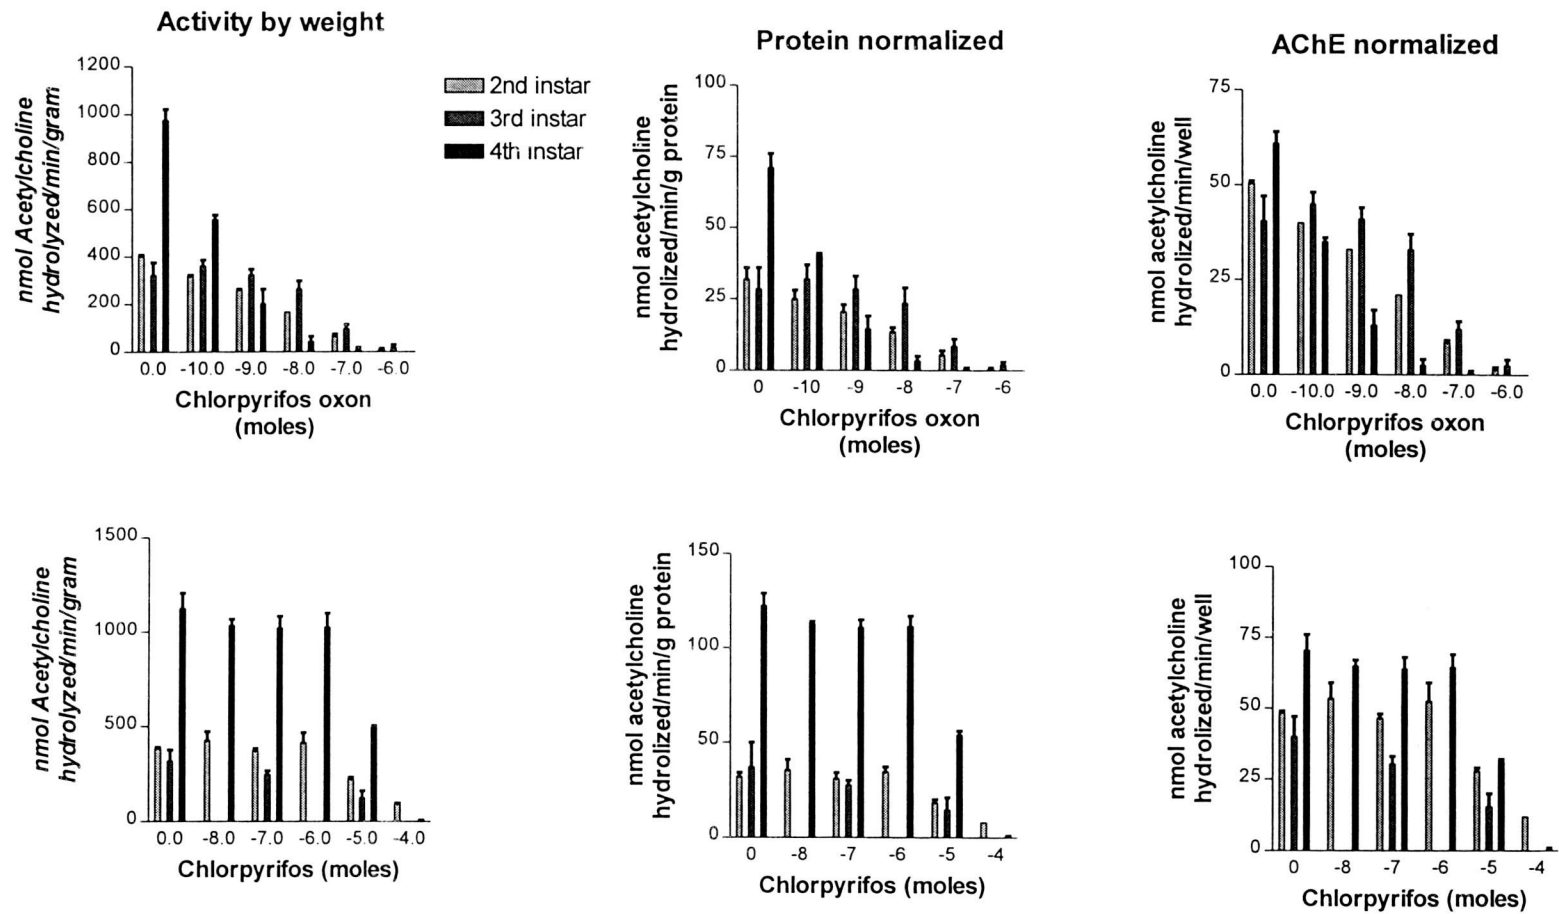 Activity by weight
nmol Acetylcholine
hydrolyzed/min/gram
1200
1000
800
600
400
200
0
0.0 -10.0 -9.0 -8.0 -7.0 -6.0
Chlorpyrifos oxon
(moles)
2nd instar
3rd instar
4th instar
Protein normalized
nmol acetylcholine
hydrolized/min/g protein
100
75
50
25
0
0 -10 -9 -8 -7 -6
Chlorpyrifos oxon
(moles)
AChE normalized
nmol acetylcholine
hydrolized/min/well
75
50
25
0
0.0 -10.0 -9.0 -8.0 -7.0 -6.0
Chlorpyrifos oxon
(moles)
nmol Acetylcholine
hydrolyzed/min/gram
1500
1000
500
0
0.0 -8.0 -7.0 -6.0 -5.0 -4.0
Chlorpyrifos (moles)
nmol acetylcholine
hydrolized/min/g protein
150
100
50
0
0 -8 -7 -6 -5 -4
Chlorpyrifos (moles)
nmol acetylcholine
hydrolized/min/well
100
75
50
25
0
0 -8 -7 -6 -5 -4
Chlorpyrifos (moles)